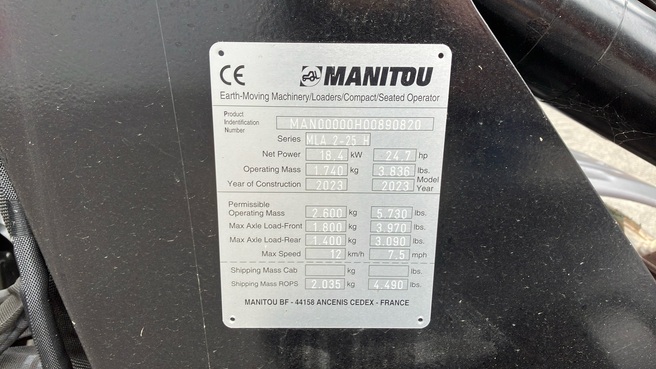 CE MANITOU
Earth-Moving Machinery/Loaders/Compact/Seated Operator
Product
Indentification
Number MAN00000H00890820
Series MLA 2-25 H
Net Power 18.4 kW 24.7 hp
Operating Mass 1.740 kg 3.836 lbs.
Year of Construction 2023 2023 Model Year
Permissible
Operating Mass 2.600 kg 5.730 lbs.
Max Axle Load-Front 1.800 kg 3.970 lbs.
Max Axle Load-Rear 1.400 kg 3.090 lbs.
Max Speed 12 km/h 7.5 mph
Shipping Mass Cab kg lbs.
Shipping Mass ROPS 2.035 kg 4.490 lbs.
MANITOU BF - 44158 ANCENIS CEDEX - FRANCE